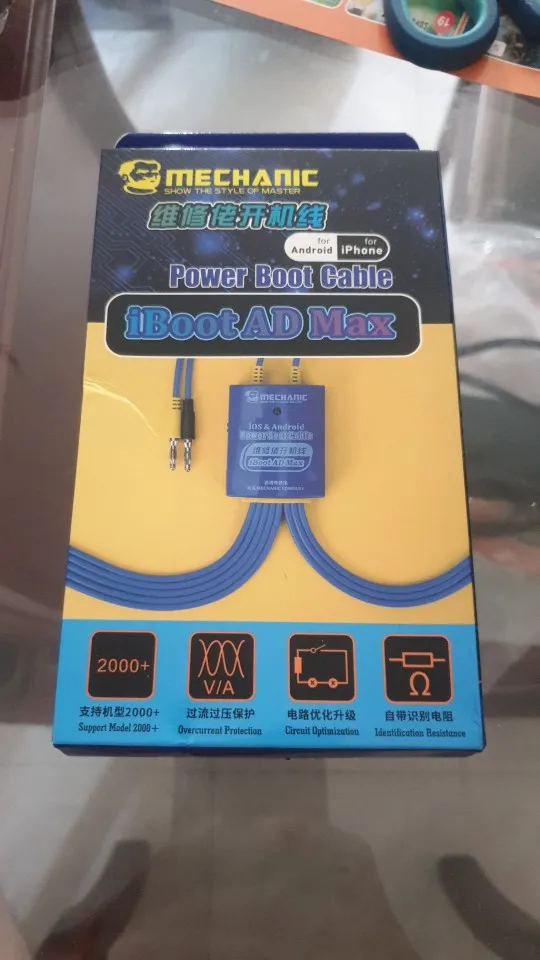 MECHANIC
SHOW THE STYLE OF MASTER
维修佬开机线
for Android for iPhone
Power Boot Cable
iBoot AD Max
MECHANIC
iOS & Android
Power Boot Cable
维修佬开机线
iBoot AD Max
2000+
V/A
Ω
支持机型2000+
过流过压保护
电路优化升级
自带识别电阻
Support Model 2000+
Overcurrent Protection
Circuit Optimization
Identification Resistance
19